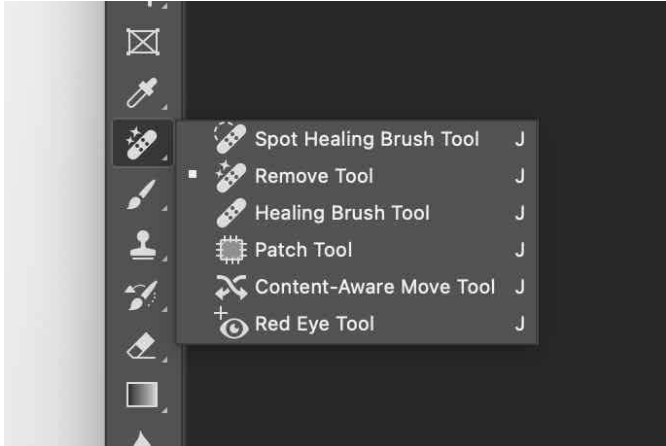 Spot Healing Brush Tool J
Remove Tool J
Healing Brush Tool J
Patch Tool J
Content-Aware Move Tool J
Red Eye Tool J